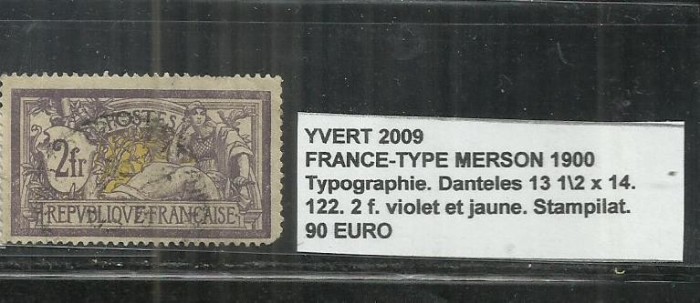 POSTES
2fr
REPUBLIQUE FRANÇAISE
YVERT 2009
FRANCE-TYPE MERSON 1900
Typographie. Danteles 13 1\2 x 14.
122. 2 f. violet et jaune. Stampilat.
90 EURO